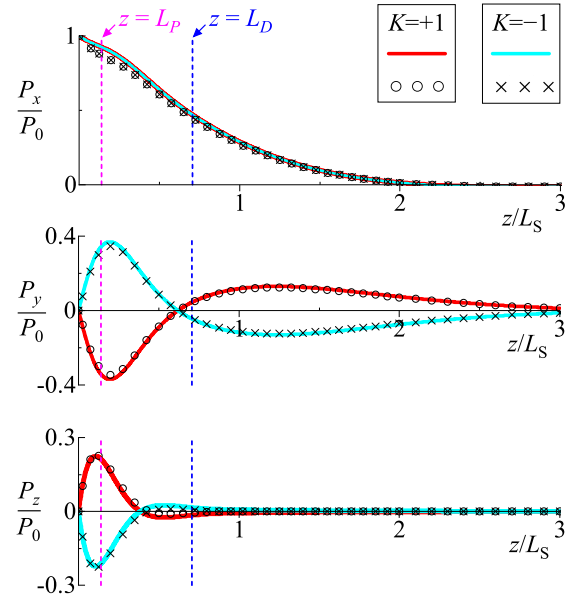 z = L_P z = L_D K=+1 K=−1
1
P_x
P_0
0
1 2 3
z/L_S
0.4
P_y
P_0
0
-0.4
1 2 3
z/L_S
0.3
P_z
P_0
0
-0.3
1 2 3
z/L_S